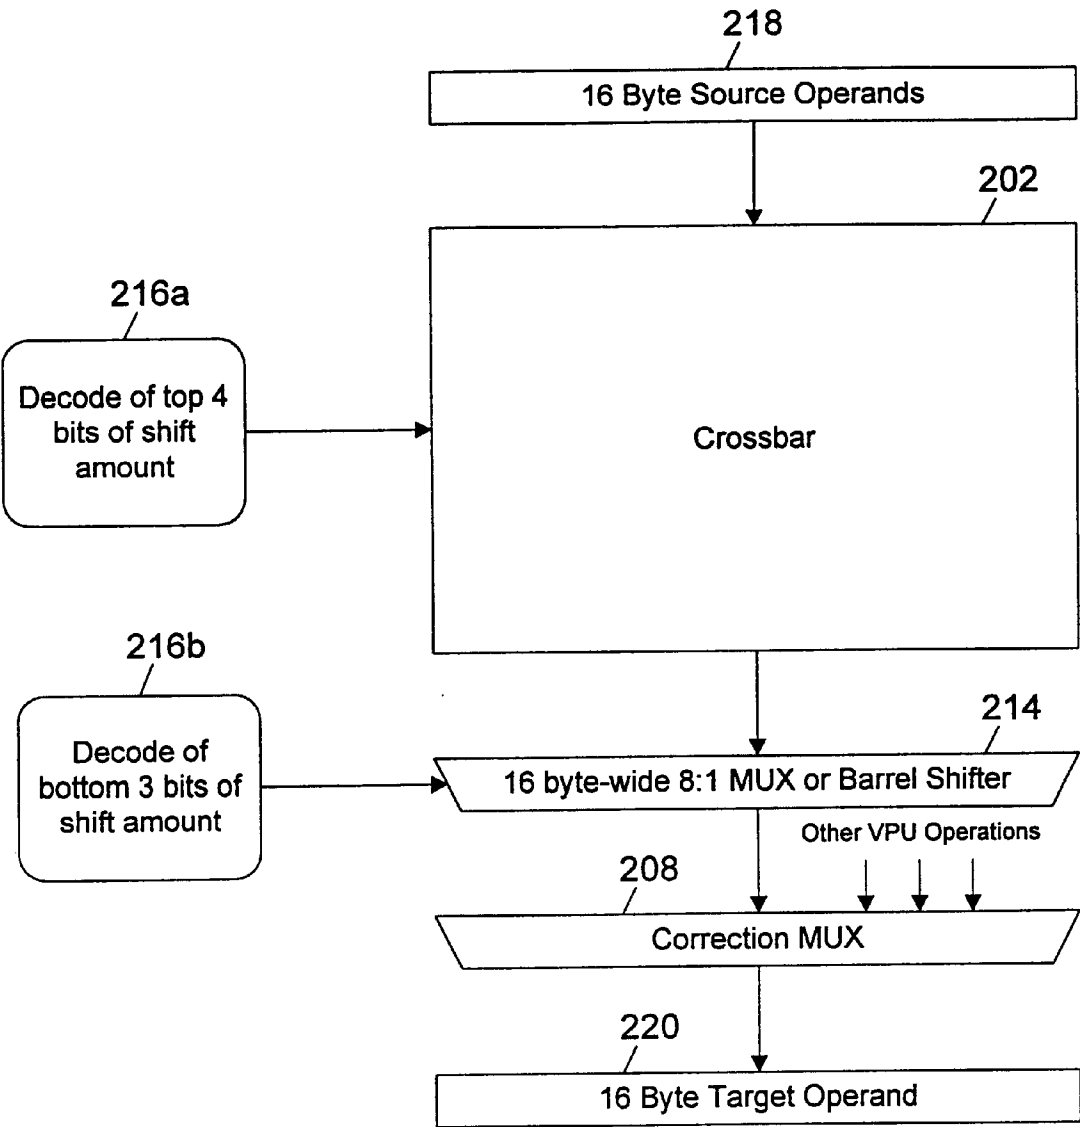 218
16 Byte Source Operands
202
216a
Decode of top 4
bits of shift
amount
Crossbar
216b
Decode of
bottom 3 bits of
shift amount
214
16 byte-wide 8:1 MUX or Barrel Shifter
Other VPU Operations
208
Correction MUX
220
16 Byte Target Operand